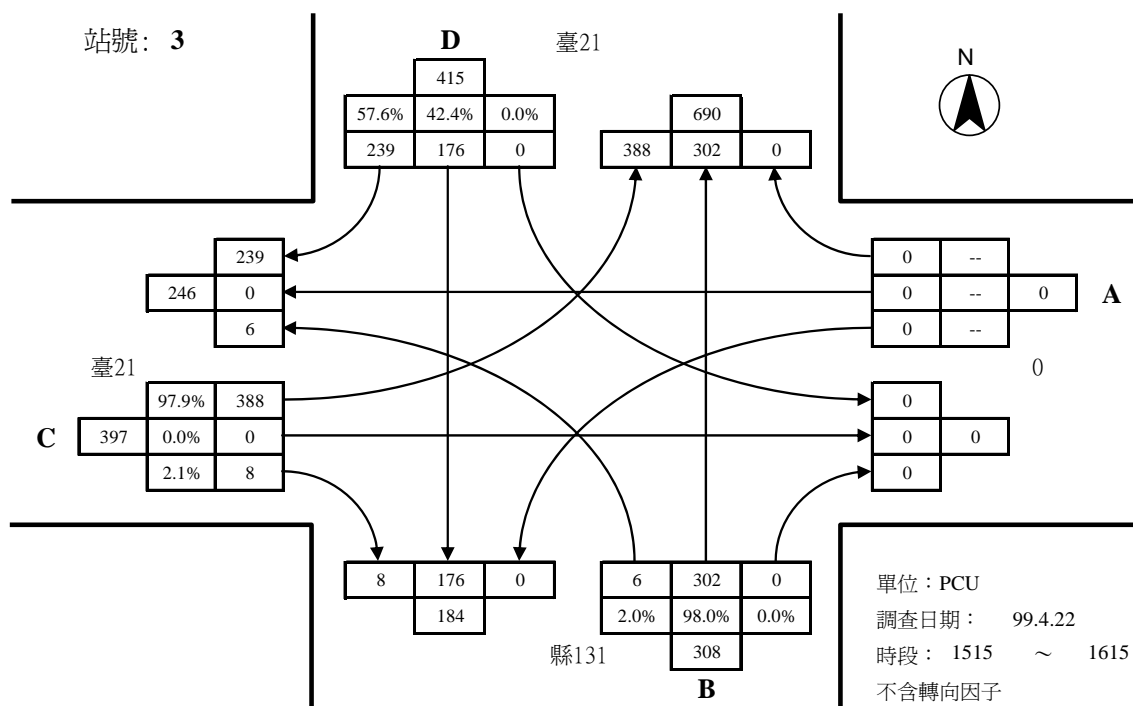 站號: 3
D
臺21
N
415
57.6% 42.4% 0.0%
239 176 0
690
388 302 0
239
246 0
6
0 --
0 -- 0
0 --
A
臺21
0
97.9% 388
397 0.0% 0
2.1% 8
C
0
0 0
0
8 176 0
184
6 302 0
2.0% 98.0% 0.0%
308
縣131
B
單位：PCU
調查日期： 99.4.22
時段： 1515 ～ 1615
不含轉向因子